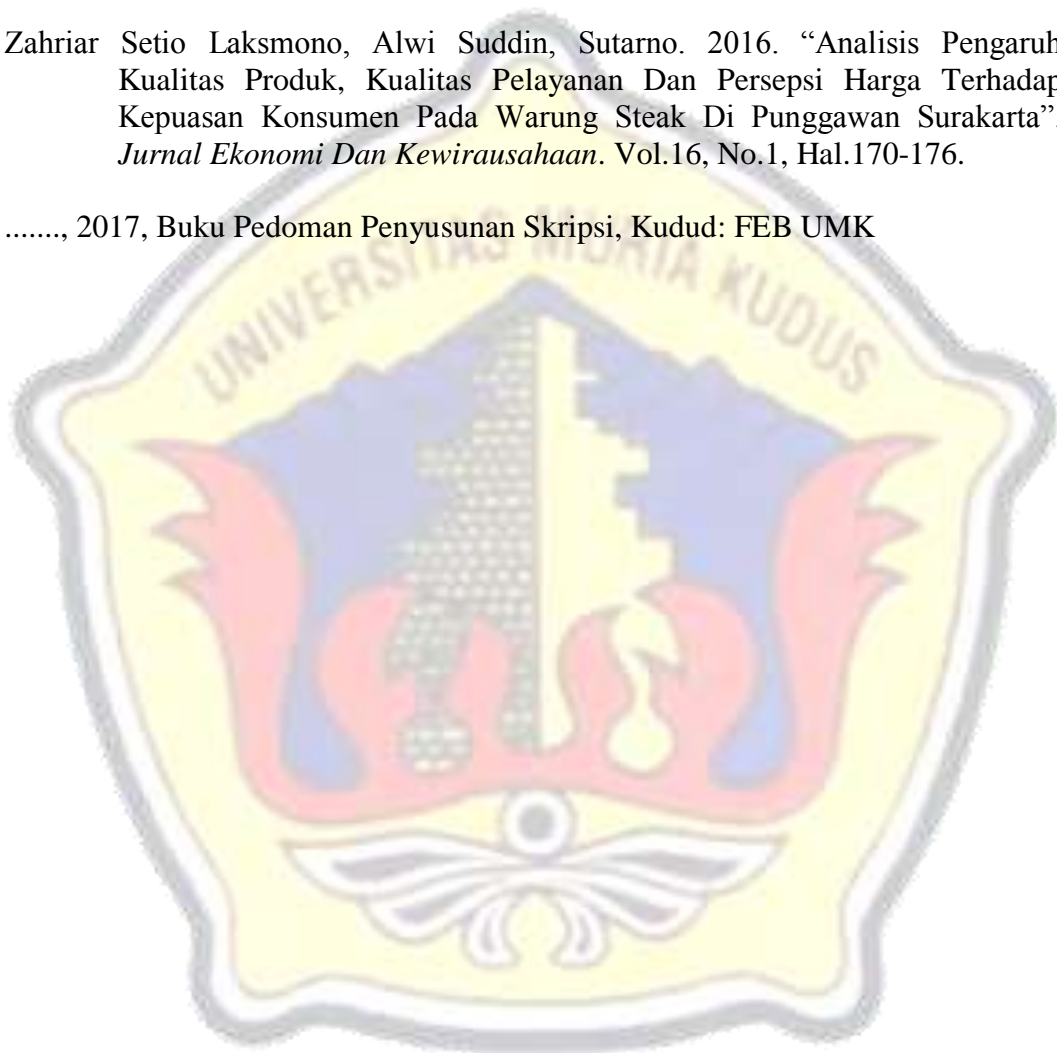 Zahriar Setio Laksmono, Alwi Suddin, Sutarno. 2016. “Analisis Pengaruh
Kualitas Produk, Kualitas Pelayanan Dan Persepsi Harga Terhadap
Kepuasan Konsumen Pada Warung Steak Di Punggawan Surakarta”.
Jurnal Ekonomi Dan Kewirausahaan. Vol.16, No.1, Hal.170-176.
......., 2017, Buku Pedoman Penyusunan Skripsi, Kudud: FEB UMK
UNIVERSITAS MURIA KUDUS